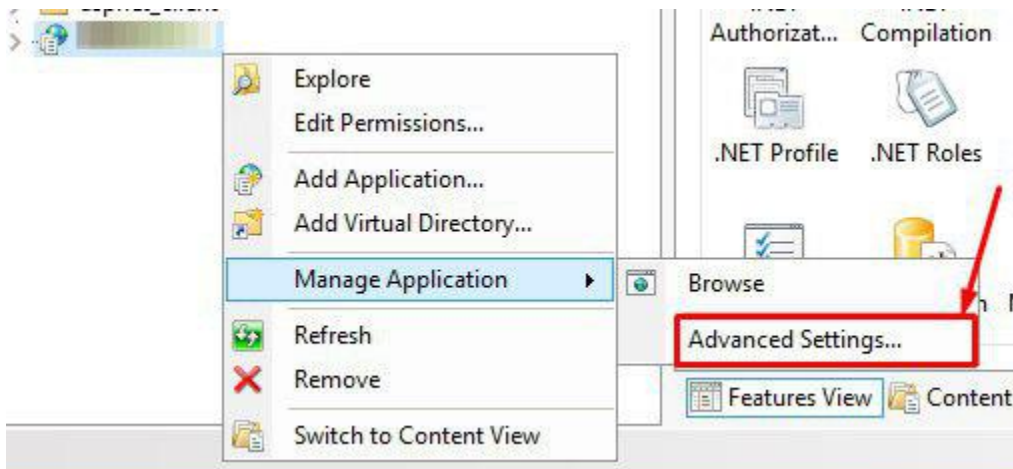 Authorizat... Compilation
.NET Profile .NET Roles
Explore
Edit Permissions...
Add Application...
Add Virtual Directory...
Manage Application
Browse
Advanced Settings...
Refresh
Remove
Switch to Content View
Features View Content